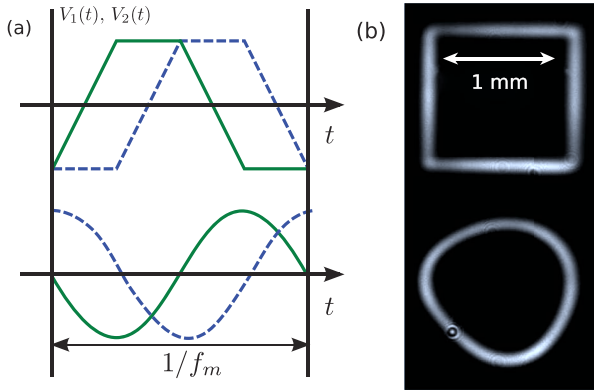 (a)
V₁(t), V₂(t)
t
t
1/fₘ
(b)
1 mm